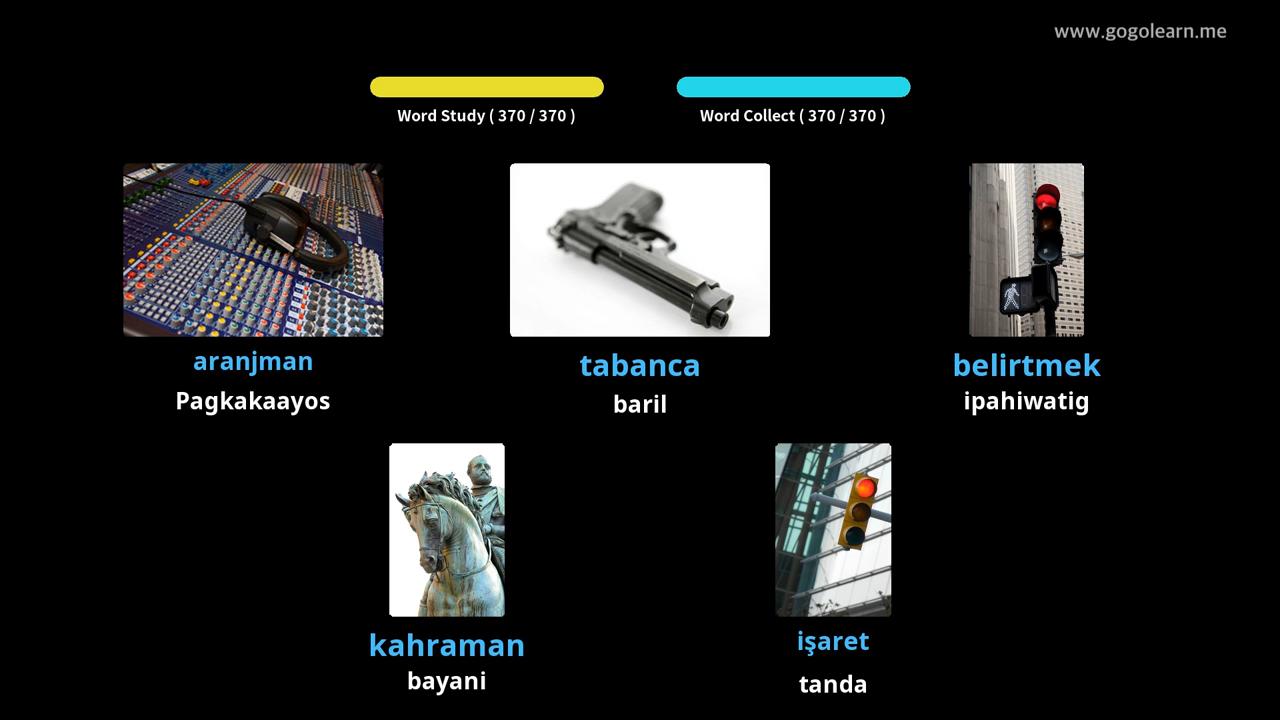 www.gogolearn.me
Word Study ( 370 / 370 )
Word Collect ( 370 / 370 )
aranjman
Pagkakaayos
tabanca
baril
belirtmek
ipahiwatig
kahraman
bayani
işaret
tanda